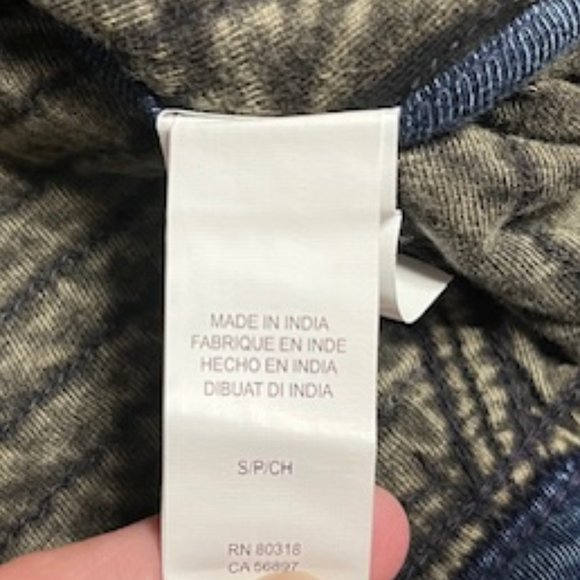 MADE IN INDIA
FABRIQUE EN INDE
HECHO EN INDIA
DIBUAT DI INDIA
S/P/CH
RN 80318
CA 56897